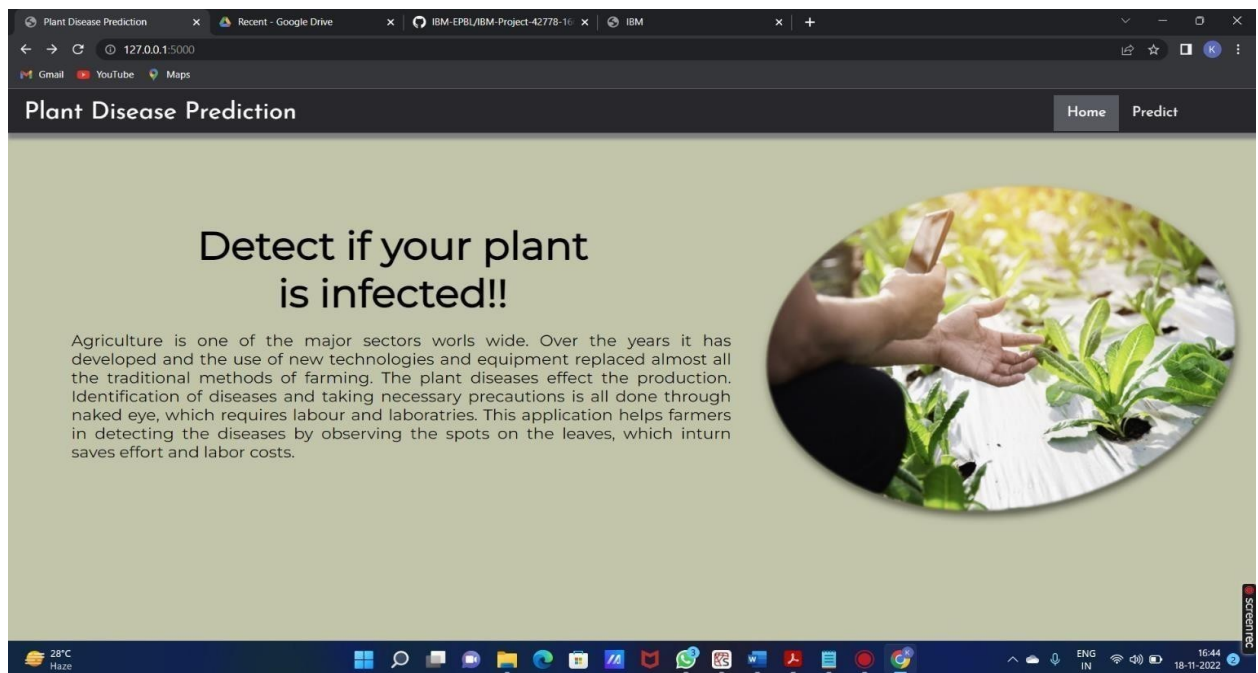 Plant Disease Prediction
Recent - Google Drive
IBM-EPBL/IBM-Project-42778-16
IBM
127.0.0.1:5000
K
Gmail
YouTube
Maps
Plant Disease Prediction
Home
Predict
Detect if your plant
is infected!!
Agriculture is one of the major sectors worls wide. Over the years it has
developed and the use of new technologies and equipment replaced almost all
the traditional methods of farming. The plant diseases effect the production.
Identification of diseases and taking necessary precautions is all done through
naked eye, which requires labour and laboratries. This application helps farmers
in detecting the diseases by observing the spots on the leaves, which inturn
saves effort and labor costs.
screenrec
28°C
Haze
ENG
IN
16:44
18-11-2022
2